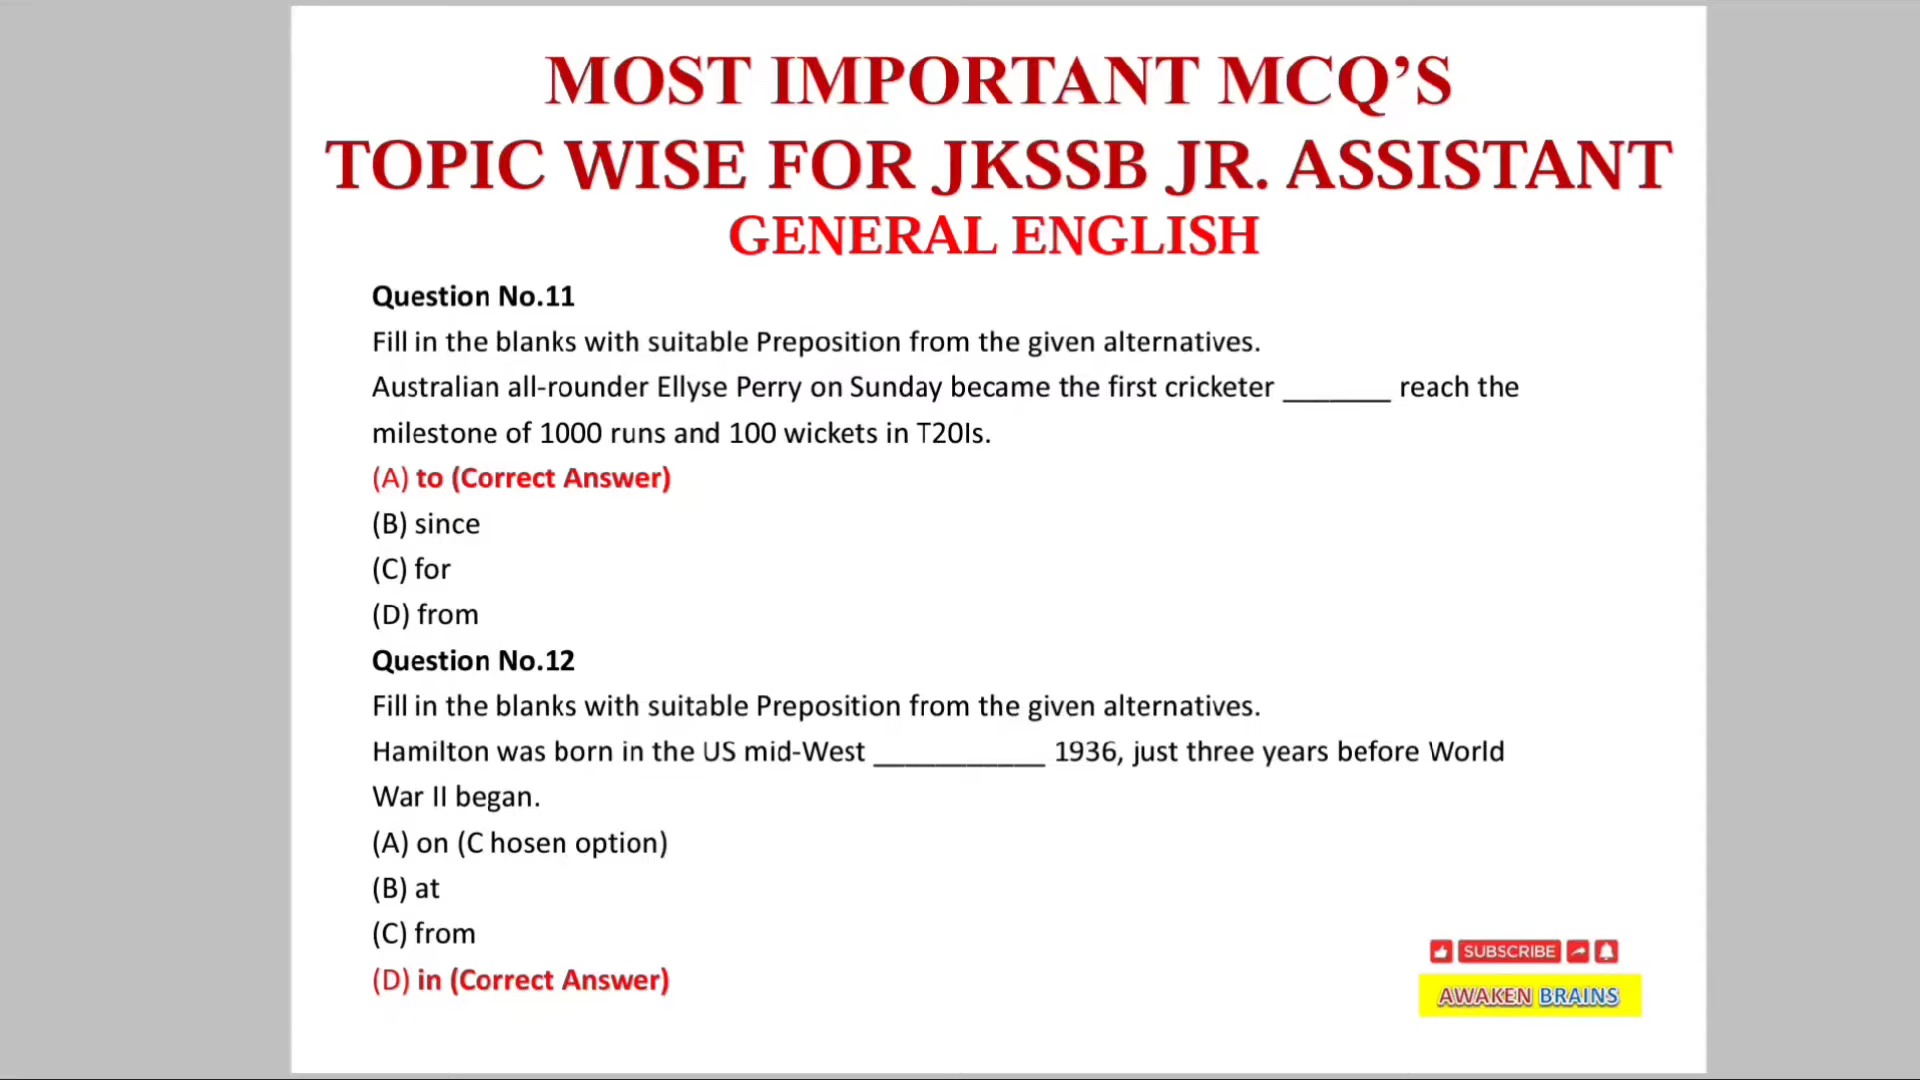 MOST IMPORTANT MCQ’S
TOPIC WISE FOR JKSSB JR. ASSISTANT
GENERAL ENGLISH
Question No.11
Fill in the blanks with suitable Preposition from the given alternatives.
Australian all-rounder Ellyse Perry on Sunday became the first cricketer _______ reach the
milestone of 1000 runs and 100 wickets in T20Is.
(A) to (Correct Answer)
(B) since
(C) for
(D) from
Question No.12
Fill in the blanks with suitable Preposition from the given alternatives.
Hamilton was born in the US mid-West ___________ 1936, just three years before World
War II began.
(A) on (C hosen option)
(B) at
(C) from
(D) in (Correct Answer)
SUBSCRIBE
AWAKEN BRAINS